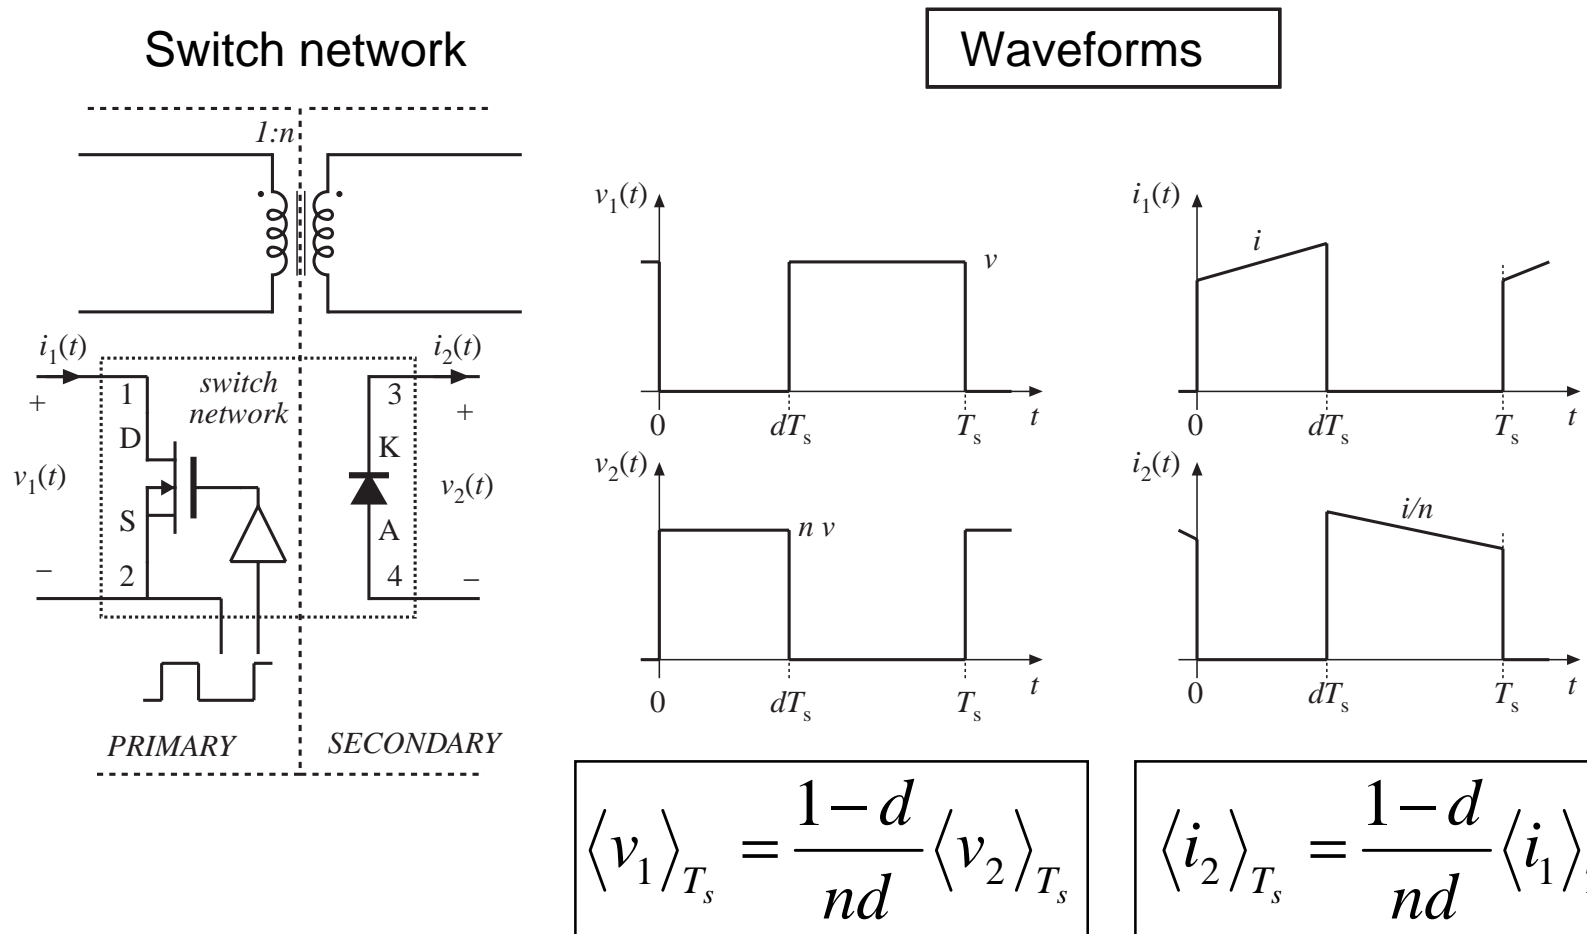 Switch network
Waveforms
1:n
i₁(t)
i₂(t)
switch
network
1
3
+
+
D
K
v₁(t)
v₂(t)
S
A
2
4
−
−
PRIMARY
SECONDARY
v₁(t)
v
0
dTₛ
Tₛ
t
i₁(t)
i
0
dTₛ
Tₛ
t
v₂(t)
n v
0
dTₛ
Tₛ
t
i₂(t)
i/n
0
dTₛ
Tₛ
t
⟨v₁⟩_{Tₛ} = \frac{1−d}{nd} ⟨v₂⟩_{Tₛ}
⟨i₂⟩_{Tₛ} = \frac{1−d}{nd} ⟨i₁⟩